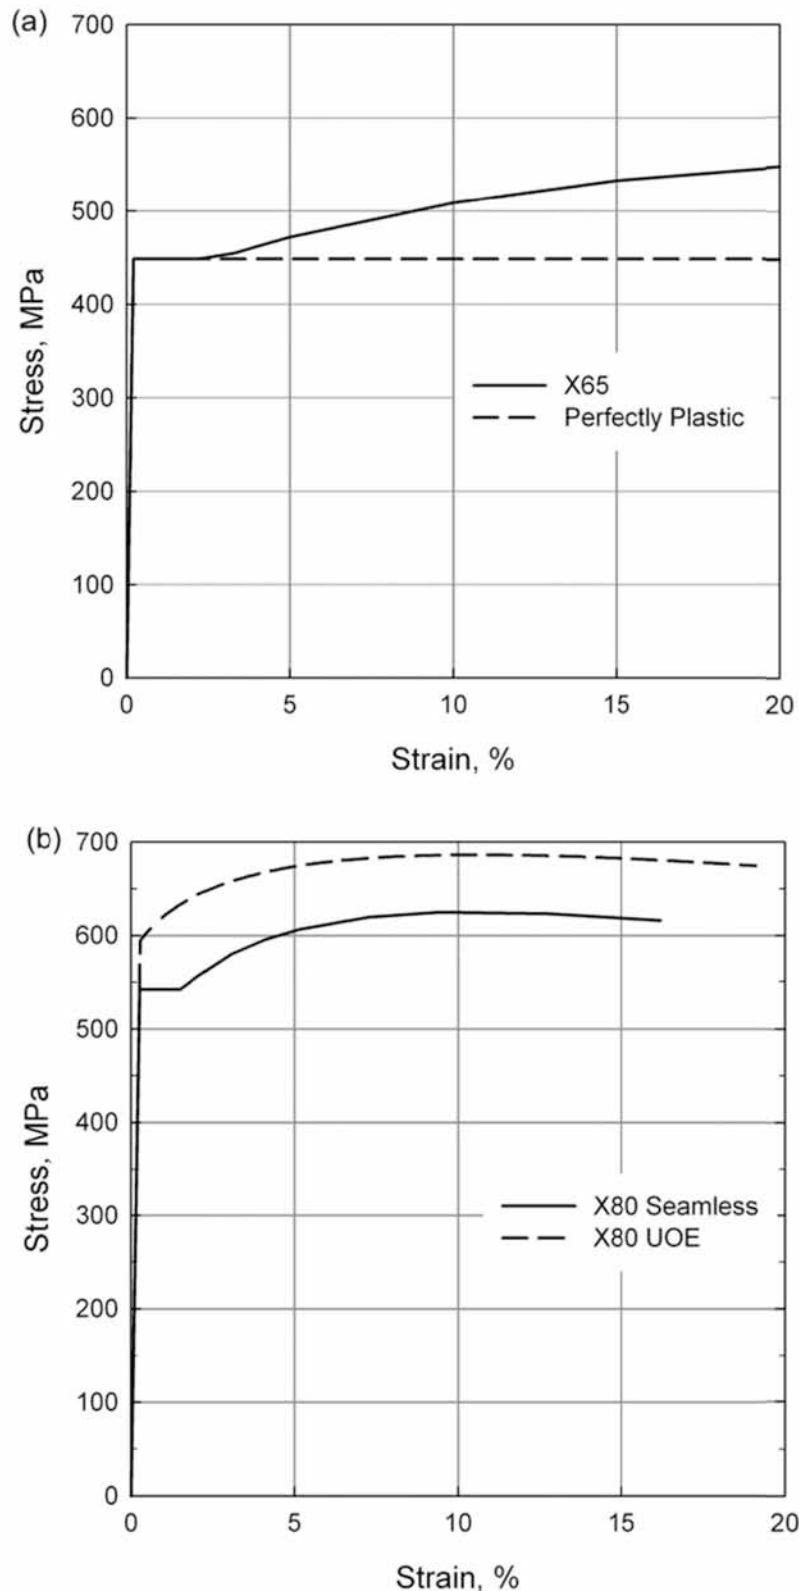 (a)
700
600
500
400
300
200
100
0
Stress, MPa
X65
Perfectly Plastic
0 5 10 15 20
Strain, %
(b)
700
600
500
400
300
200
100
0
Stress, MPa
X80 Seamless
X80 UOE
0 5 10 15 20
Strain, %